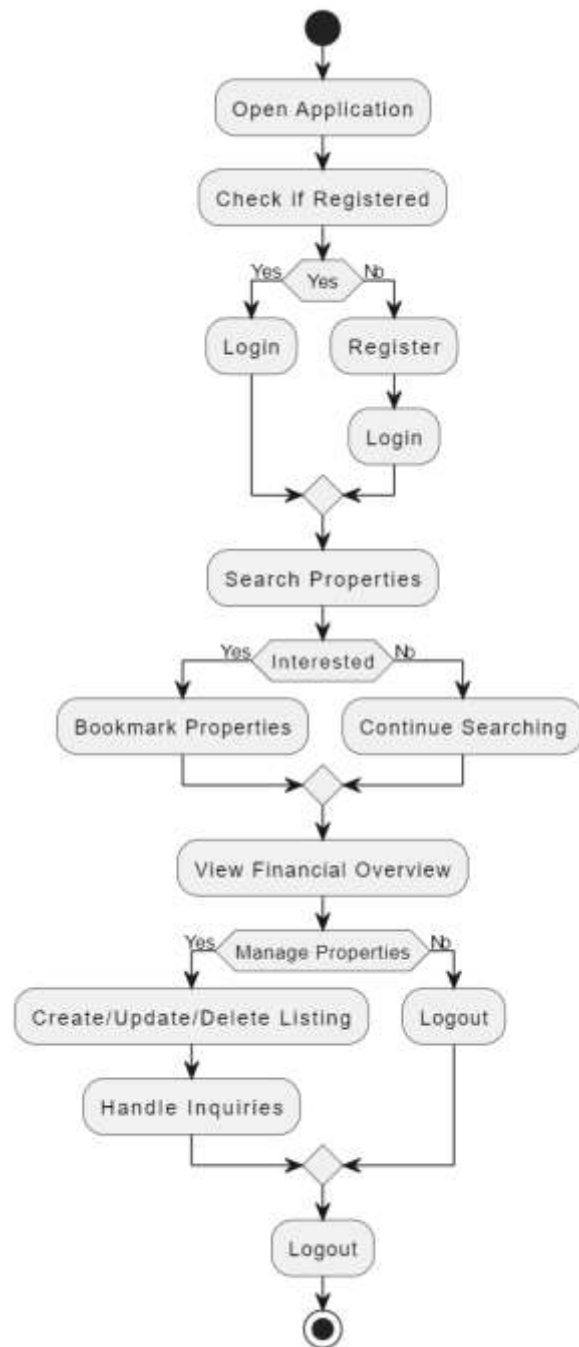 Open Application
Check if Registered
Yes
Yes
No
Login
Register
Login
Search Properties
Yes
Interested
No
Bookmark Properties
Continue Searching
View Financial Overview
Yes
Manage Properties
No
Create/Update/Delete Listing
Logout
Handle Inquiries
Logout